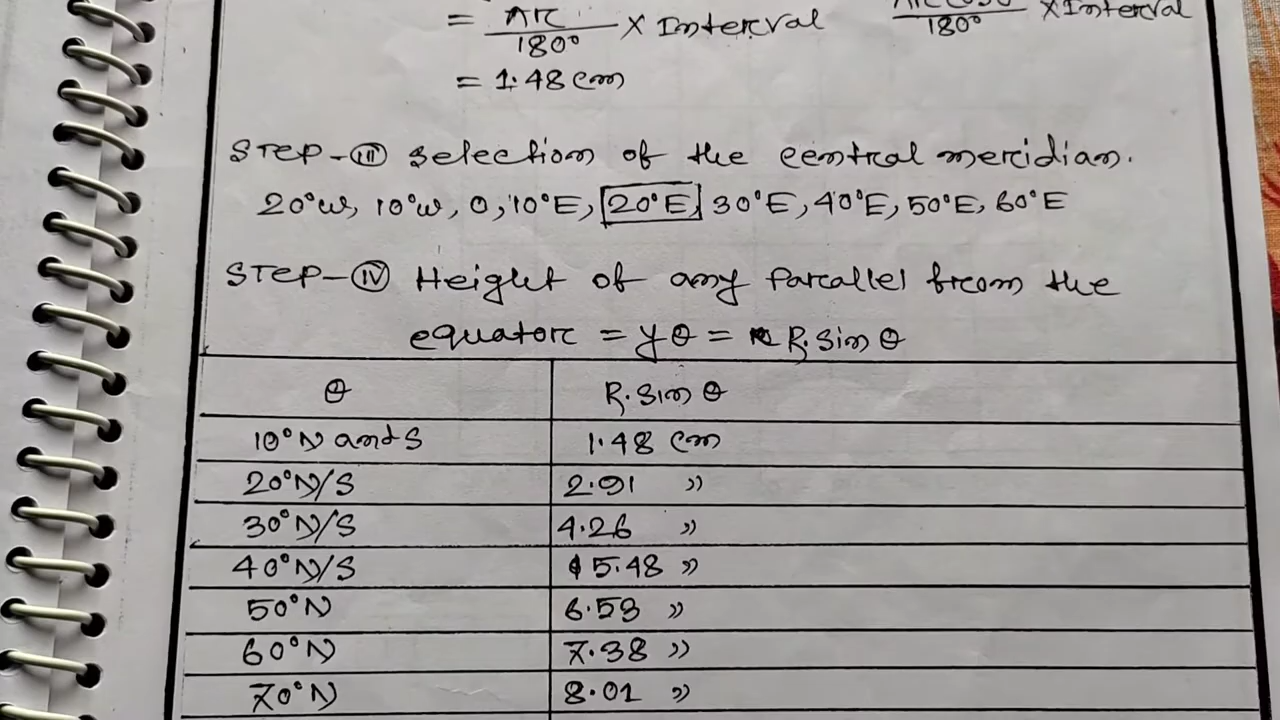 = πR/180° × Interval /180° × Interval
= 1.48 cm
STEP-III Selection of the central meridian.
20°W, 10°W, 0, 10°E, 20°E, 30°E, 40°E, 50°E, 60°E
STEP-IV Height of any Parallel from the
equator = yθ = R.sin θ
θ R.sin θ
10°N and S 1.48 cm
20°N/S 2.91 "
30°N/S 4.26 "
40°N/S 5.48 "
50°N 6.53 "
60°N 7.38 "
70°N 8.01 "